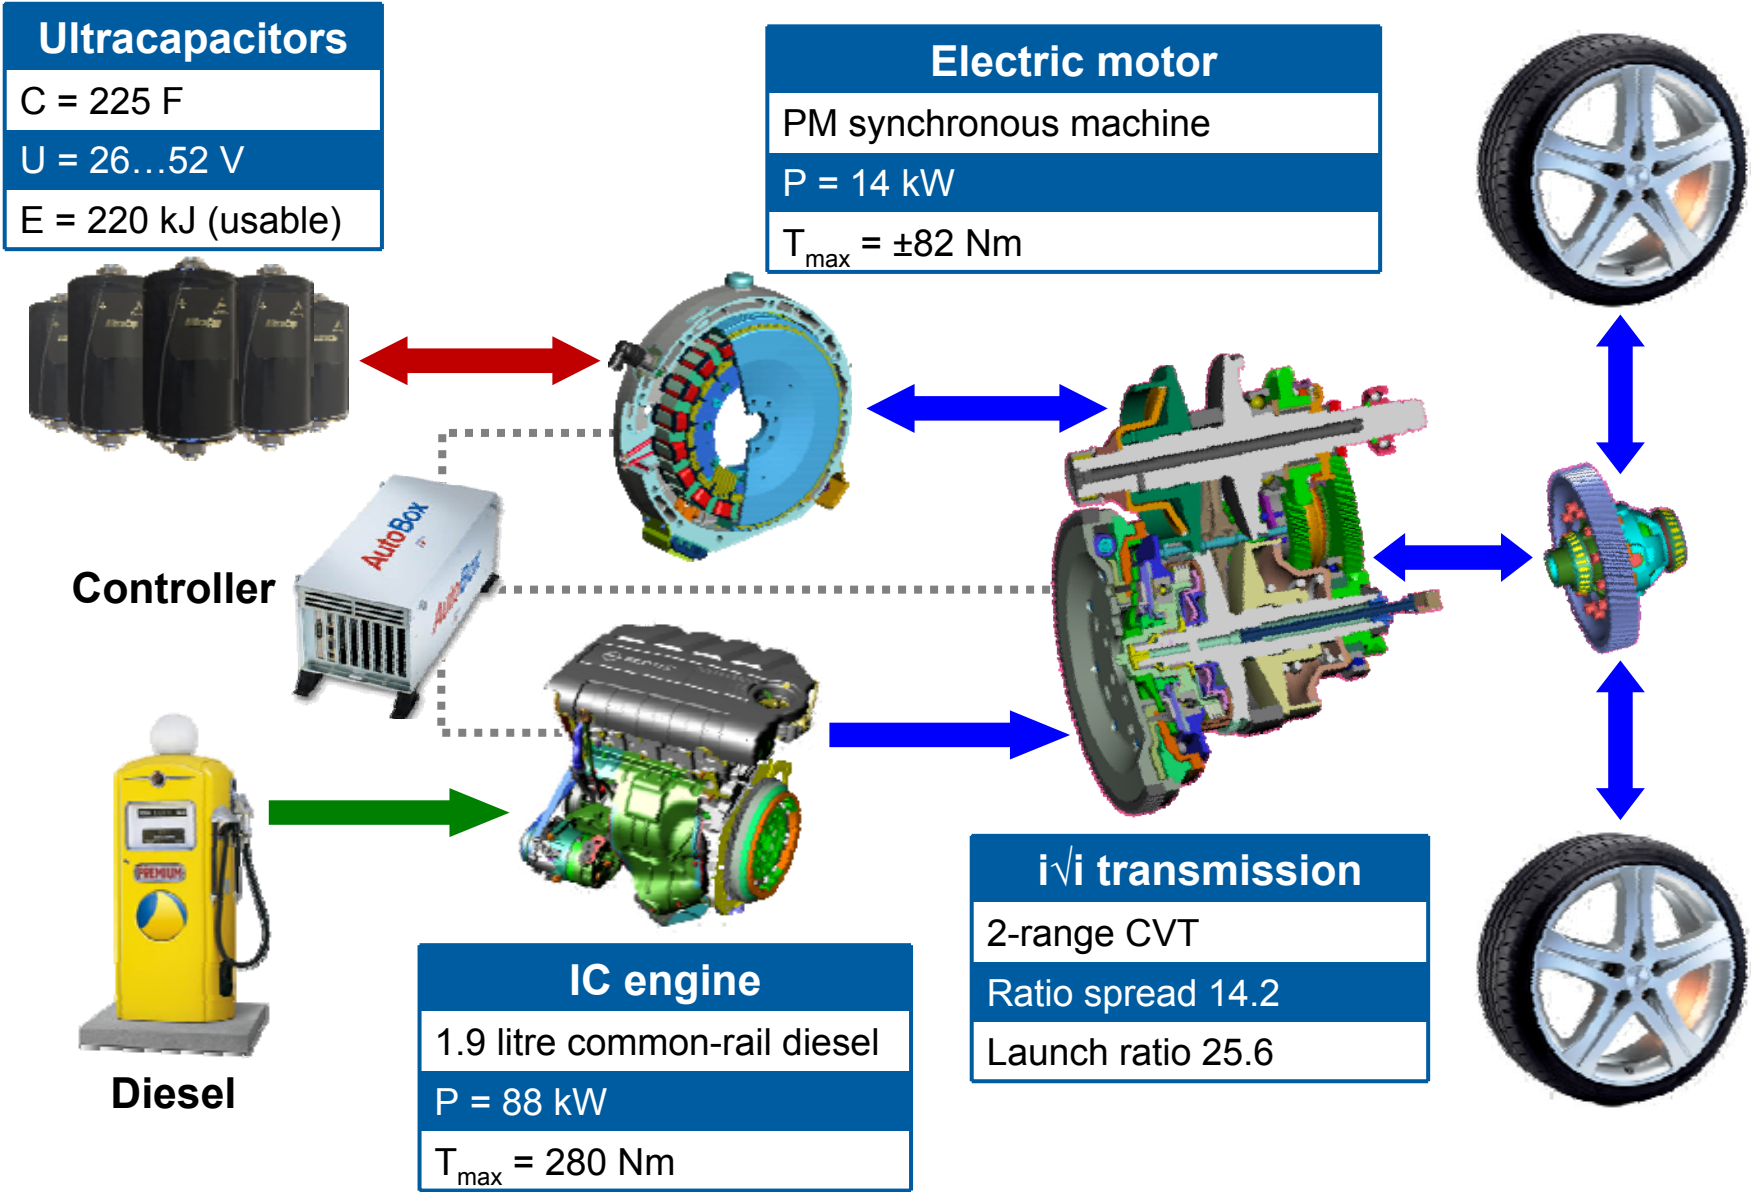 Ultracapacitors
C = 225 F
U = 26…52 V
E = 220 kJ (usable)
Electric motor
PM synchronous machine
P = 14 kW
Tmax = ±82 Nm
AutoBox
Controller
PREMIUM
Diesel
IC engine
1.9 litre common-rail diesel
P = 88 kW
Tmax = 280 Nm
i√i transmission
2-range CVT
Ratio spread 14.2
Launch ratio 25.6